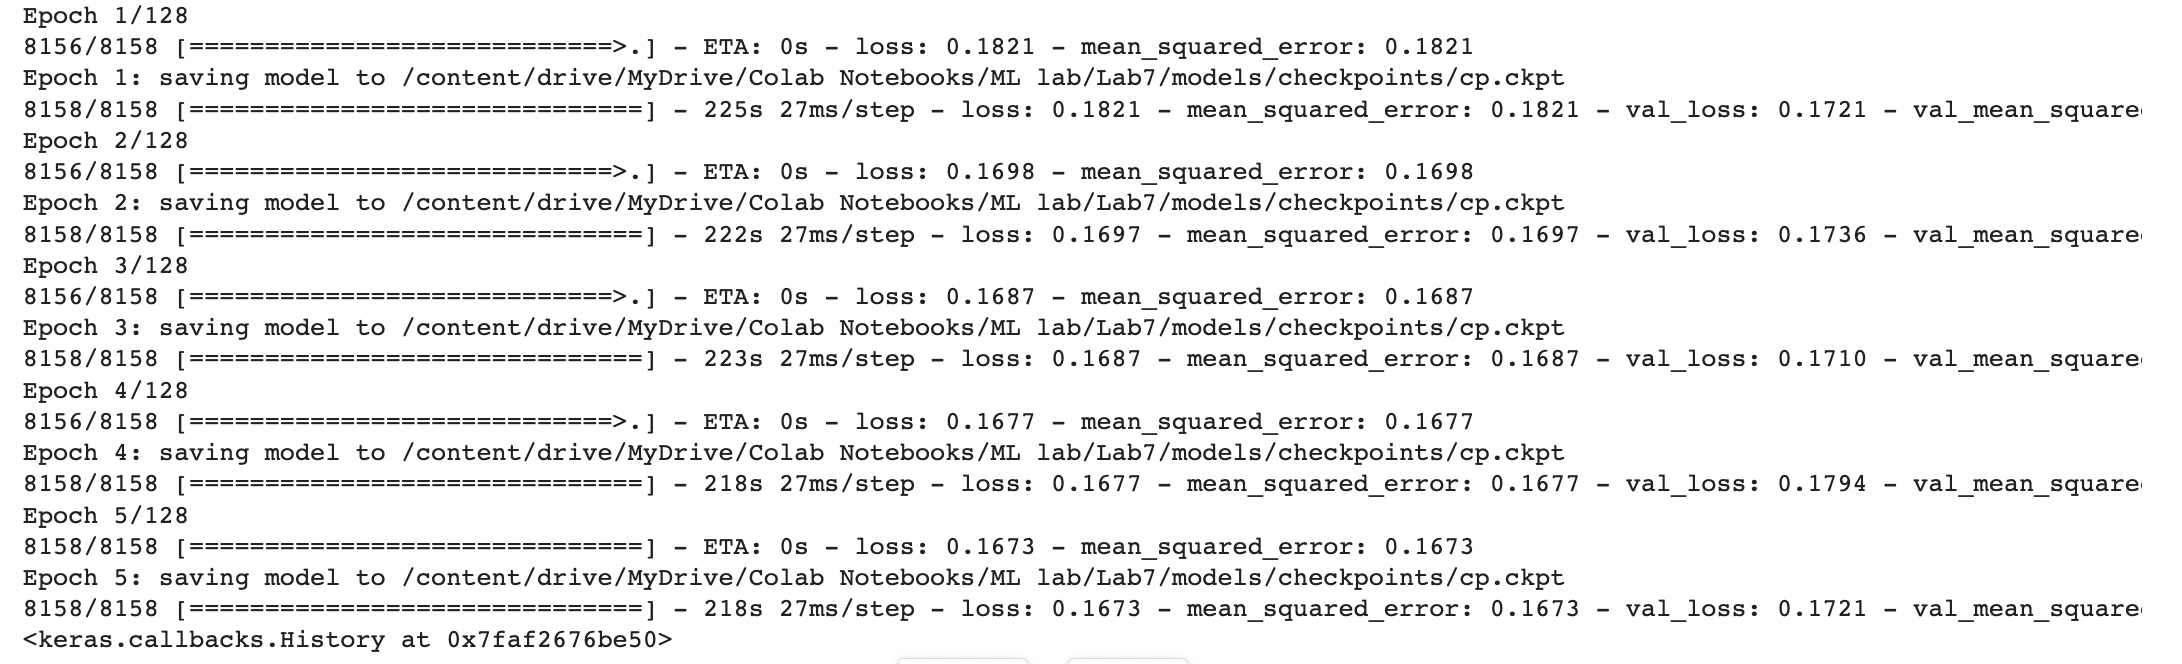 Epoch 1/128
8156/8158 [============================>.] - ETA: 0s - loss: 0.1821 - mean_squared_error: 0.1821
Epoch 1: saving model to /content/drive/MyDrive/Colab Notebooks/ML lab/Lab7/models/checkpoints/cp.ckpt
8158/8158 [==============================] - 225s 27ms/step - loss: 0.1821 - mean_squared_error: 0.1821 - val_loss: 0.1721 - val_mean_square
Epoch 2/128
8156/8158 [============================>.] - ETA: 0s - loss: 0.1698 - mean_squared_error: 0.1698
Epoch 2: saving model to /content/drive/MyDrive/Colab Notebooks/ML lab/Lab7/models/checkpoints/cp.ckpt
8158/8158 [==============================] - 222s 27ms/step - loss: 0.1697 - mean_squared_error: 0.1697 - val_loss: 0.1736 - val_mean_square
Epoch 3/128
8156/8158 [============================>.] - ETA: 0s - loss: 0.1687 - mean_squared_error: 0.1687
Epoch 3: saving model to /content/drive/MyDrive/Colab Notebooks/ML lab/Lab7/models/checkpoints/cp.ckpt
8158/8158 [==============================] - 223s 27ms/step - loss: 0.1687 - mean_squared_error: 0.1687 - val_loss: 0.1710 - val_mean_square
Epoch 4/128
8156/8158 [============================>.] - ETA: 0s - loss: 0.1677 - mean_squared_error: 0.1677
Epoch 4: saving model to /content/drive/MyDrive/Colab Notebooks/ML lab/Lab7/models/checkpoints/cp.ckpt
8158/8158 [==============================] - 218s 27ms/step - loss: 0.1677 - mean_squared_error: 0.1677 - val_loss: 0.1794 - val_mean_square
Epoch 5/128
8158/8158 [==============================] - ETA: 0s - loss: 0.1673 - mean_squared_error: 0.1673
Epoch 5: saving model to /content/drive/MyDrive/Colab Notebooks/ML lab/Lab7/models/checkpoints/cp.ckpt
8158/8158 [==============================] - 218s 27ms/step - loss: 0.1673 - mean_squared_error: 0.1673 - val_loss: 0.1721 - val_mean_square
<keras.callbacks.History at 0x7faf2676be50>